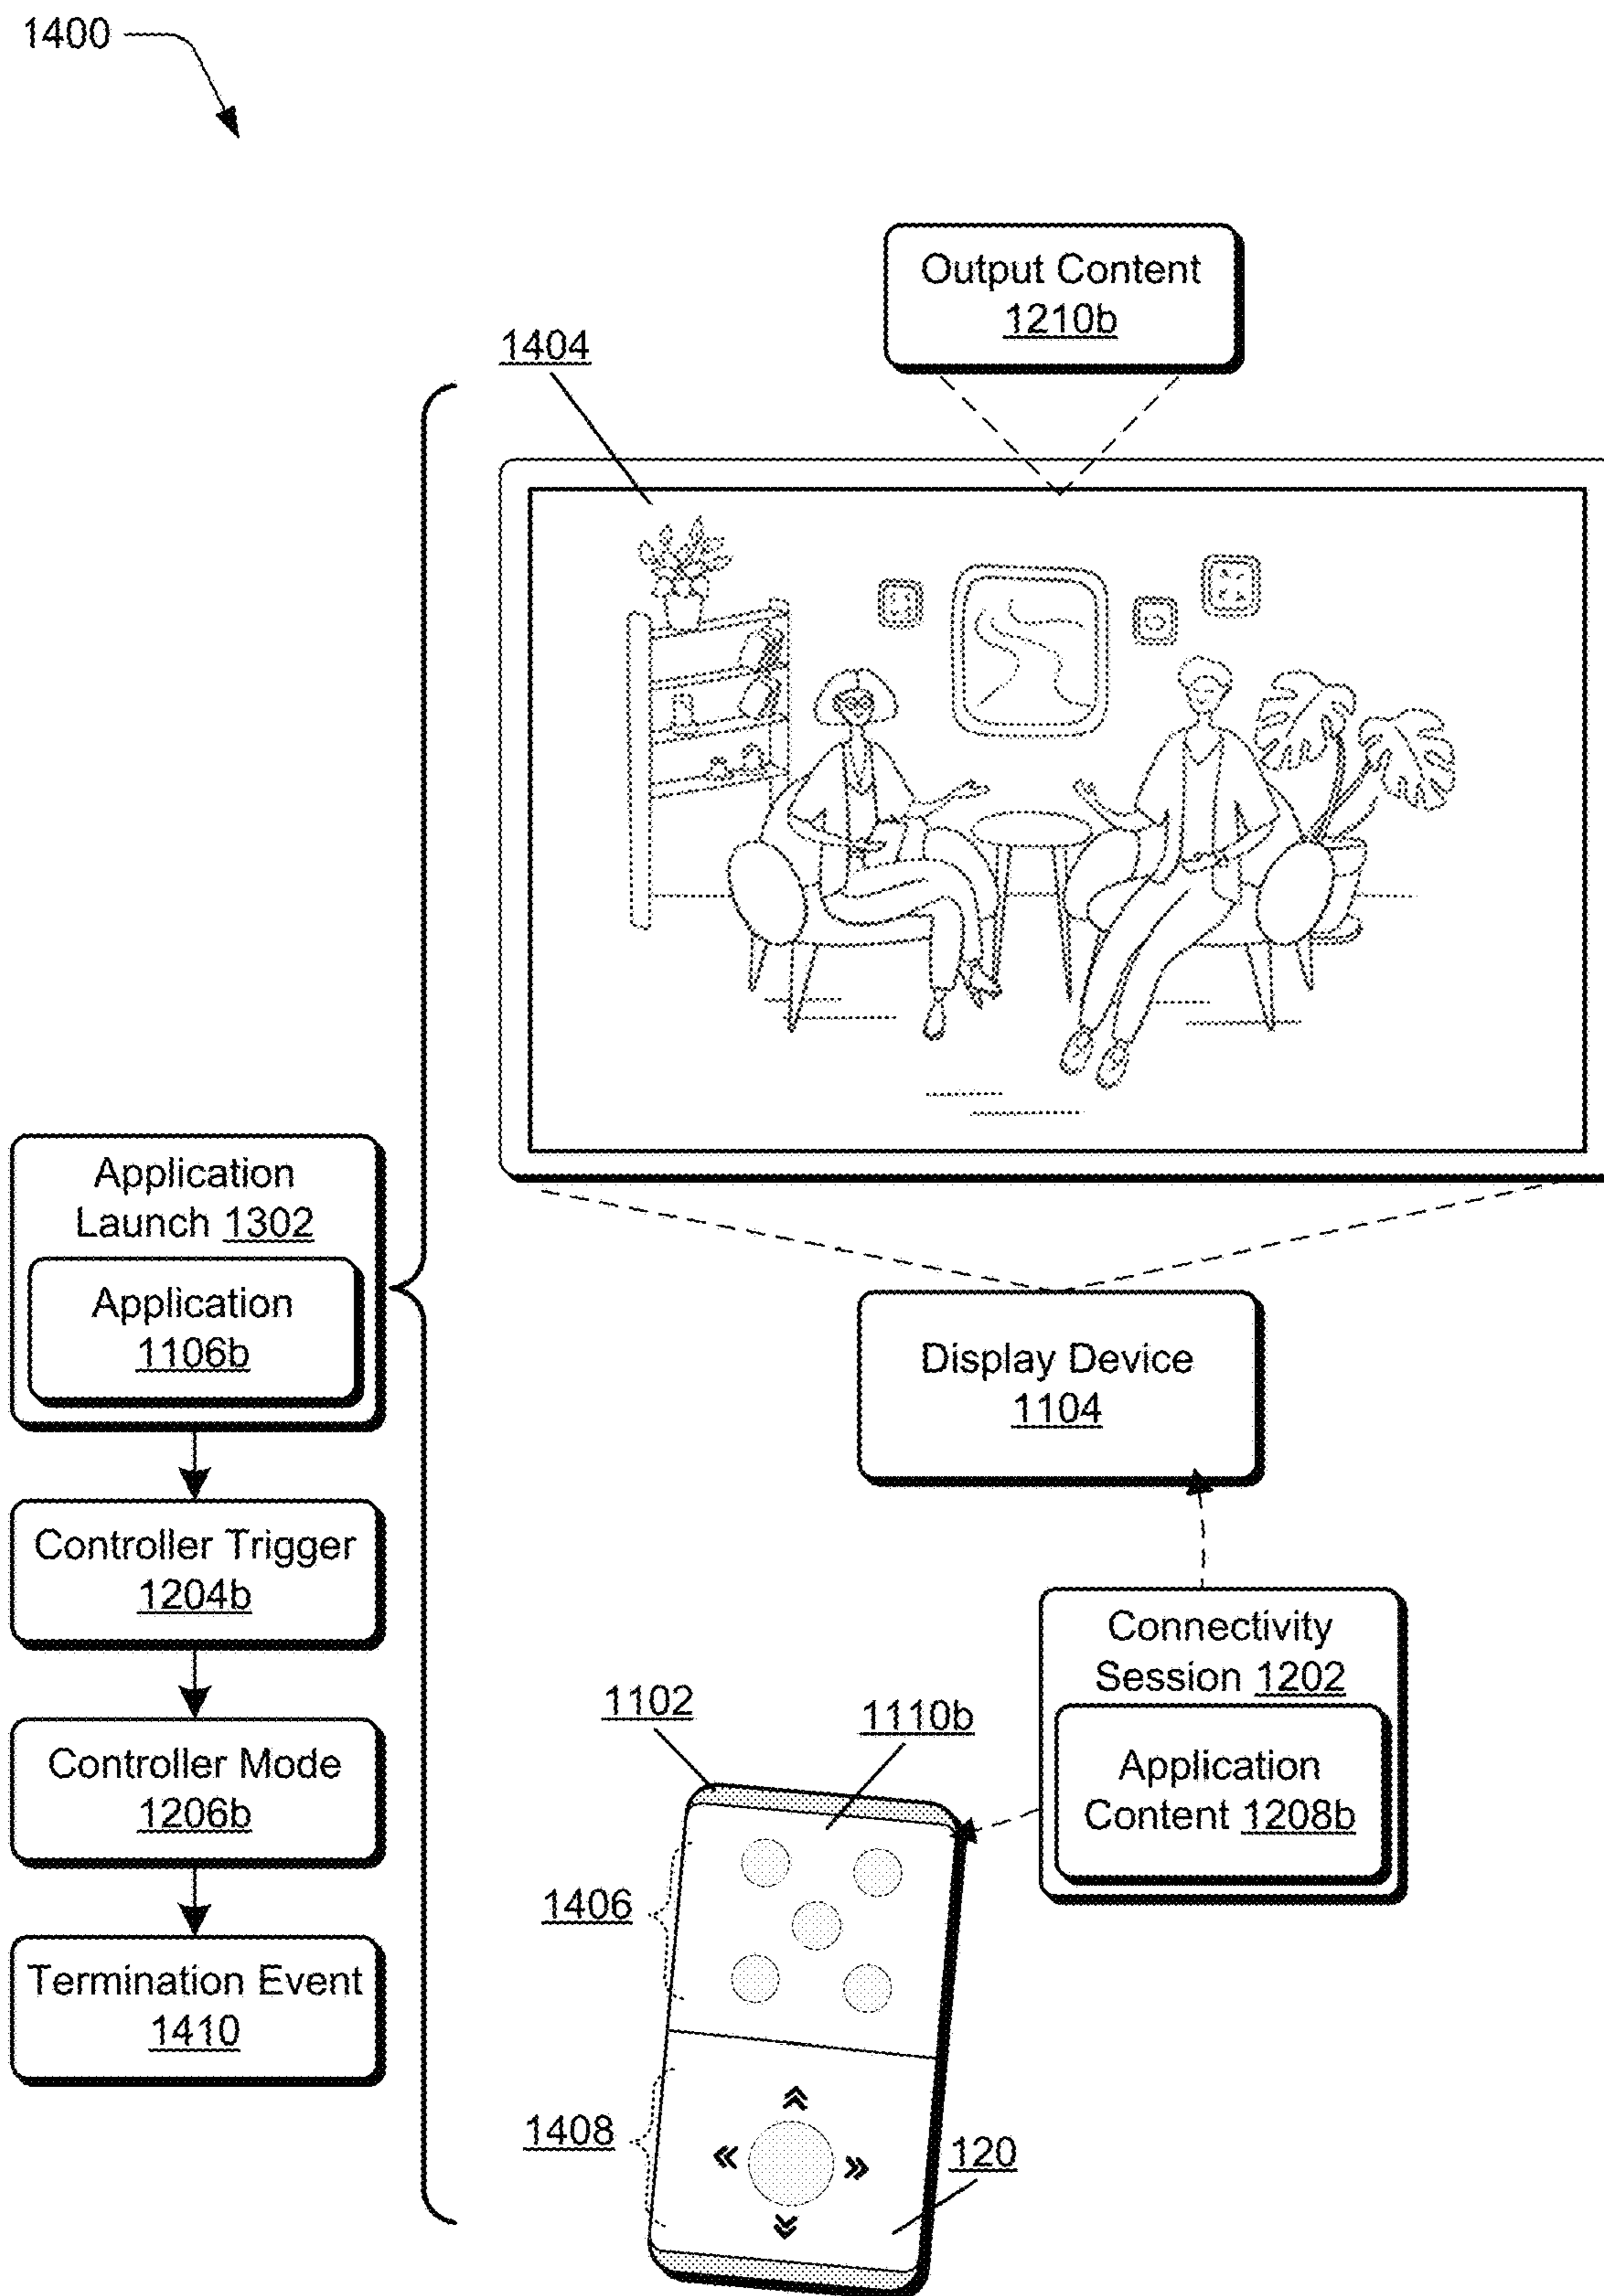 1400
Output Content
1210b
1404
Application
Launch 1302
Application
1106b
Display Device
1104
Controller Trigger
1204b
Connectivity
Session 1202
1102
1110b
Controller Mode
1206b
Application
Content 1208b
1406
Termination Event
1410
1408
120